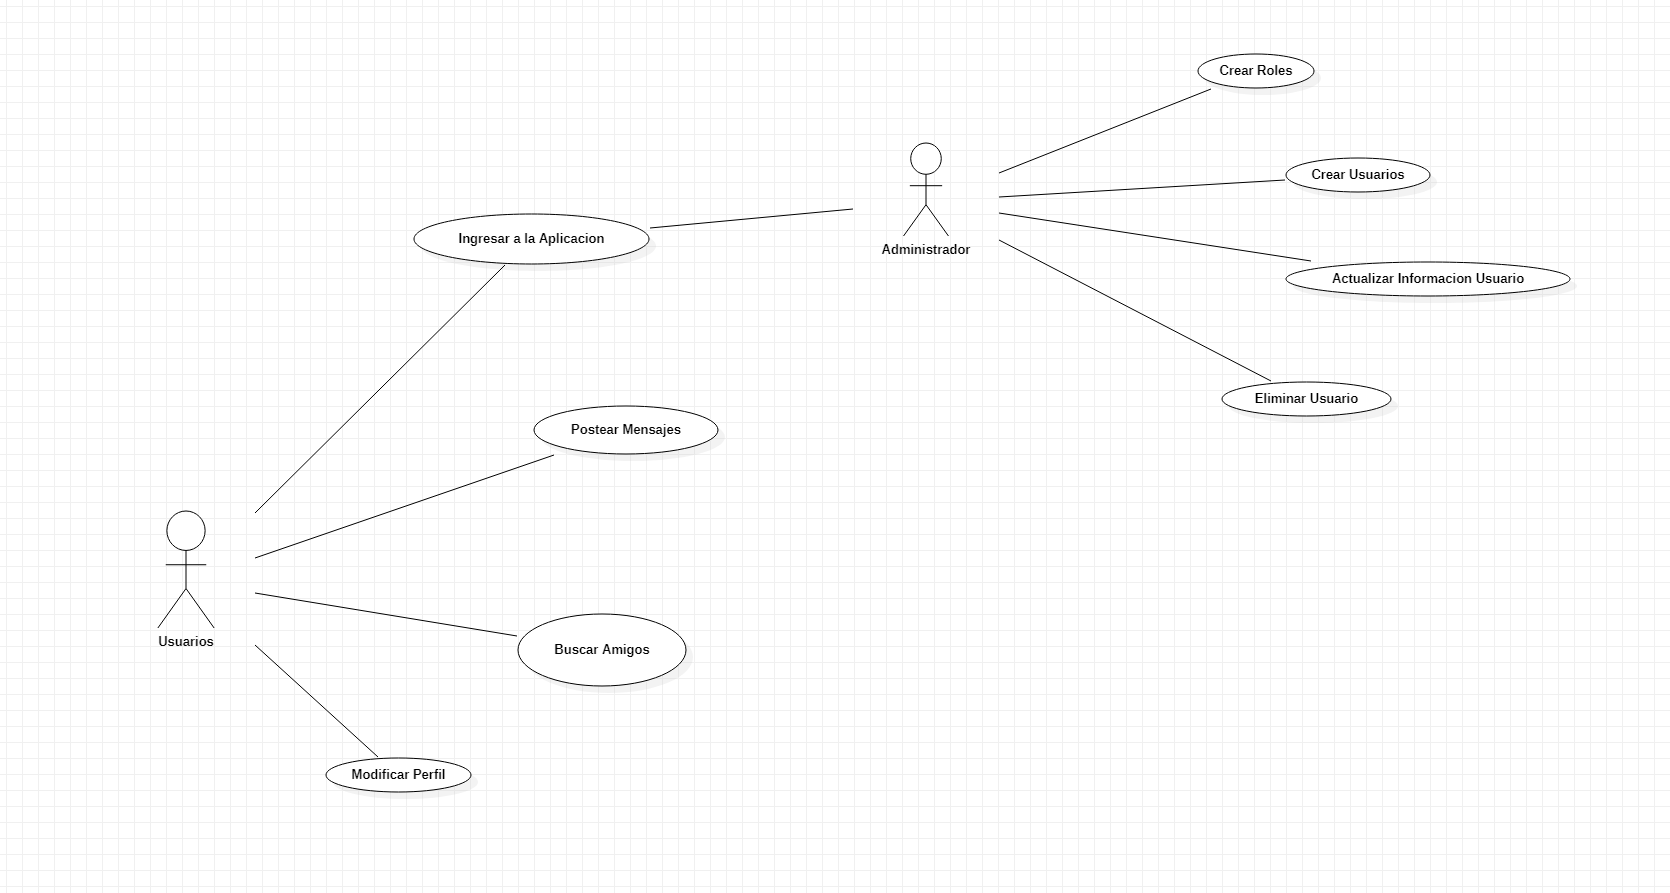 Crear Roles
Crear Usuarios
Ingresar a la Aplicacion
Administrador
Actualizar Informacion Usuario
Eliminar Usuario
Postear Mensajes
Usuarios
Buscar Amigos
Modificar Perfil